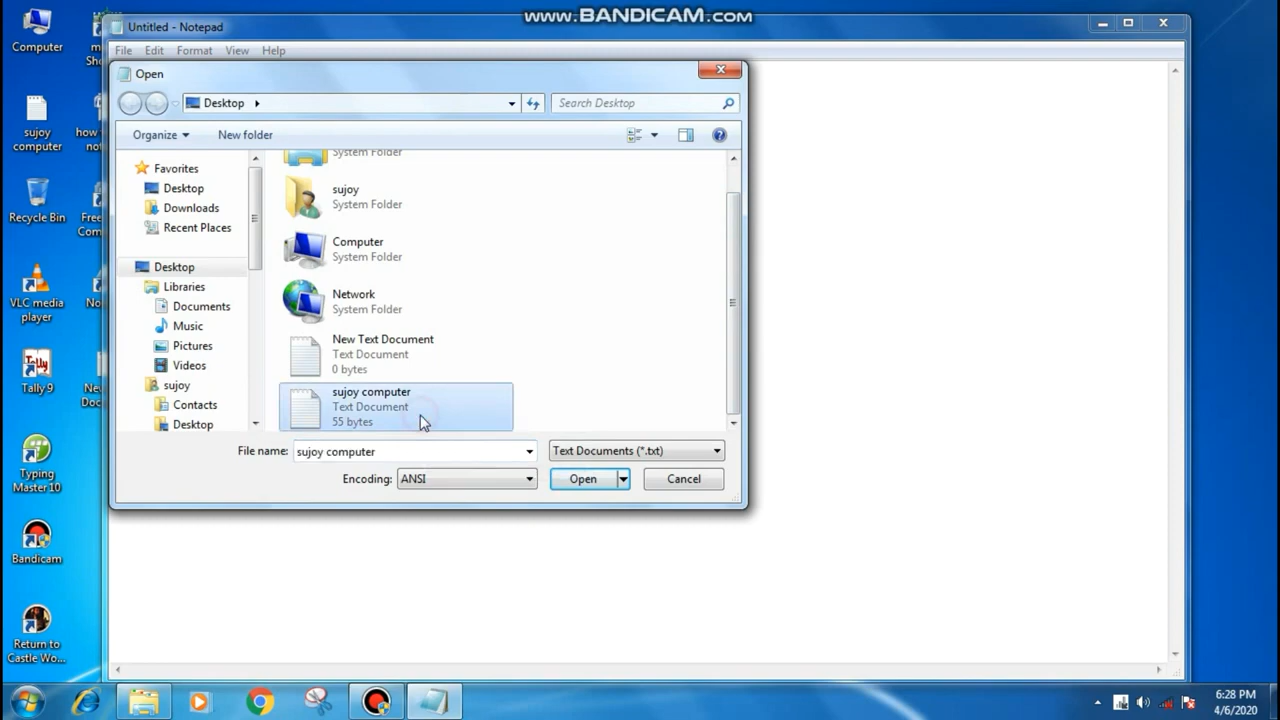 www.BANDICAM.com
Computer
sujoy
computer
Recycle Bin
VLC media
player
Tally 9
Typing
Master 10
Bandicam
Return to
Castle Wo...
how
not
Free
Com
Untitled - Notepad
File Edit Format View Help
Open
Desktop
Search Desktop
Organize
New folder
Favorites
Desktop
Downloads
Recent Places
Desktop
Libraries
Documents
Music
Pictures
Videos
sujoy
Contacts
Desktop
System Folder
sujoy
System Folder
Computer
System Folder
Network
System Folder
New Text Document
Text Document
0 bytes
sujoy computer
Text Document
55 bytes
File name: sujoy computer
Text Documents (*.txt)
Encoding: ANSI
Open
Cancel
6:28 PM
4/6/2020